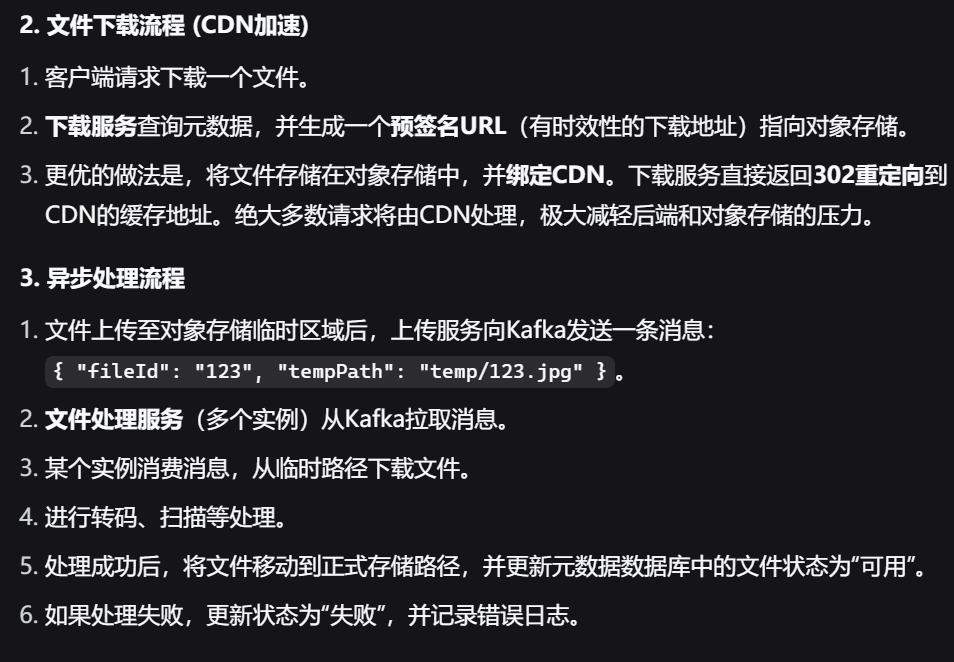 2. 文件下载流程 (CDN加速)
1. 客户端请求下载一个文件。
2. 下载服务查询元数据，并生成一个预签名URL（有时效性的下载地址）指向对象存储。
3. 更优的做法是，将文件存储在对象存储中，并绑定CDN。下载服务直接返回302重定向到
CDN的缓存地址。绝大多数请求将由CDN处理，极大减轻后端和对象存储的压力。
3. 异步处理流程
1. 文件上传至对象存储临时区域后，上传服务向Kafka发送一条消息：
{ "fileId": "123", "tempPath": "temp/123.jpg" }。
2. 文件处理服务（多个实例）从Kafka拉取消息。
3. 某个实例消费消息，从临时路径下载文件。
4. 进行转码、扫描等处理。
5. 处理成功后，将文件移动到正式存储路径，并更新元数据数据库中的文件状态为“可用”。
6. 如果处理失败，更新状态为“失败”，并记录错误日志。